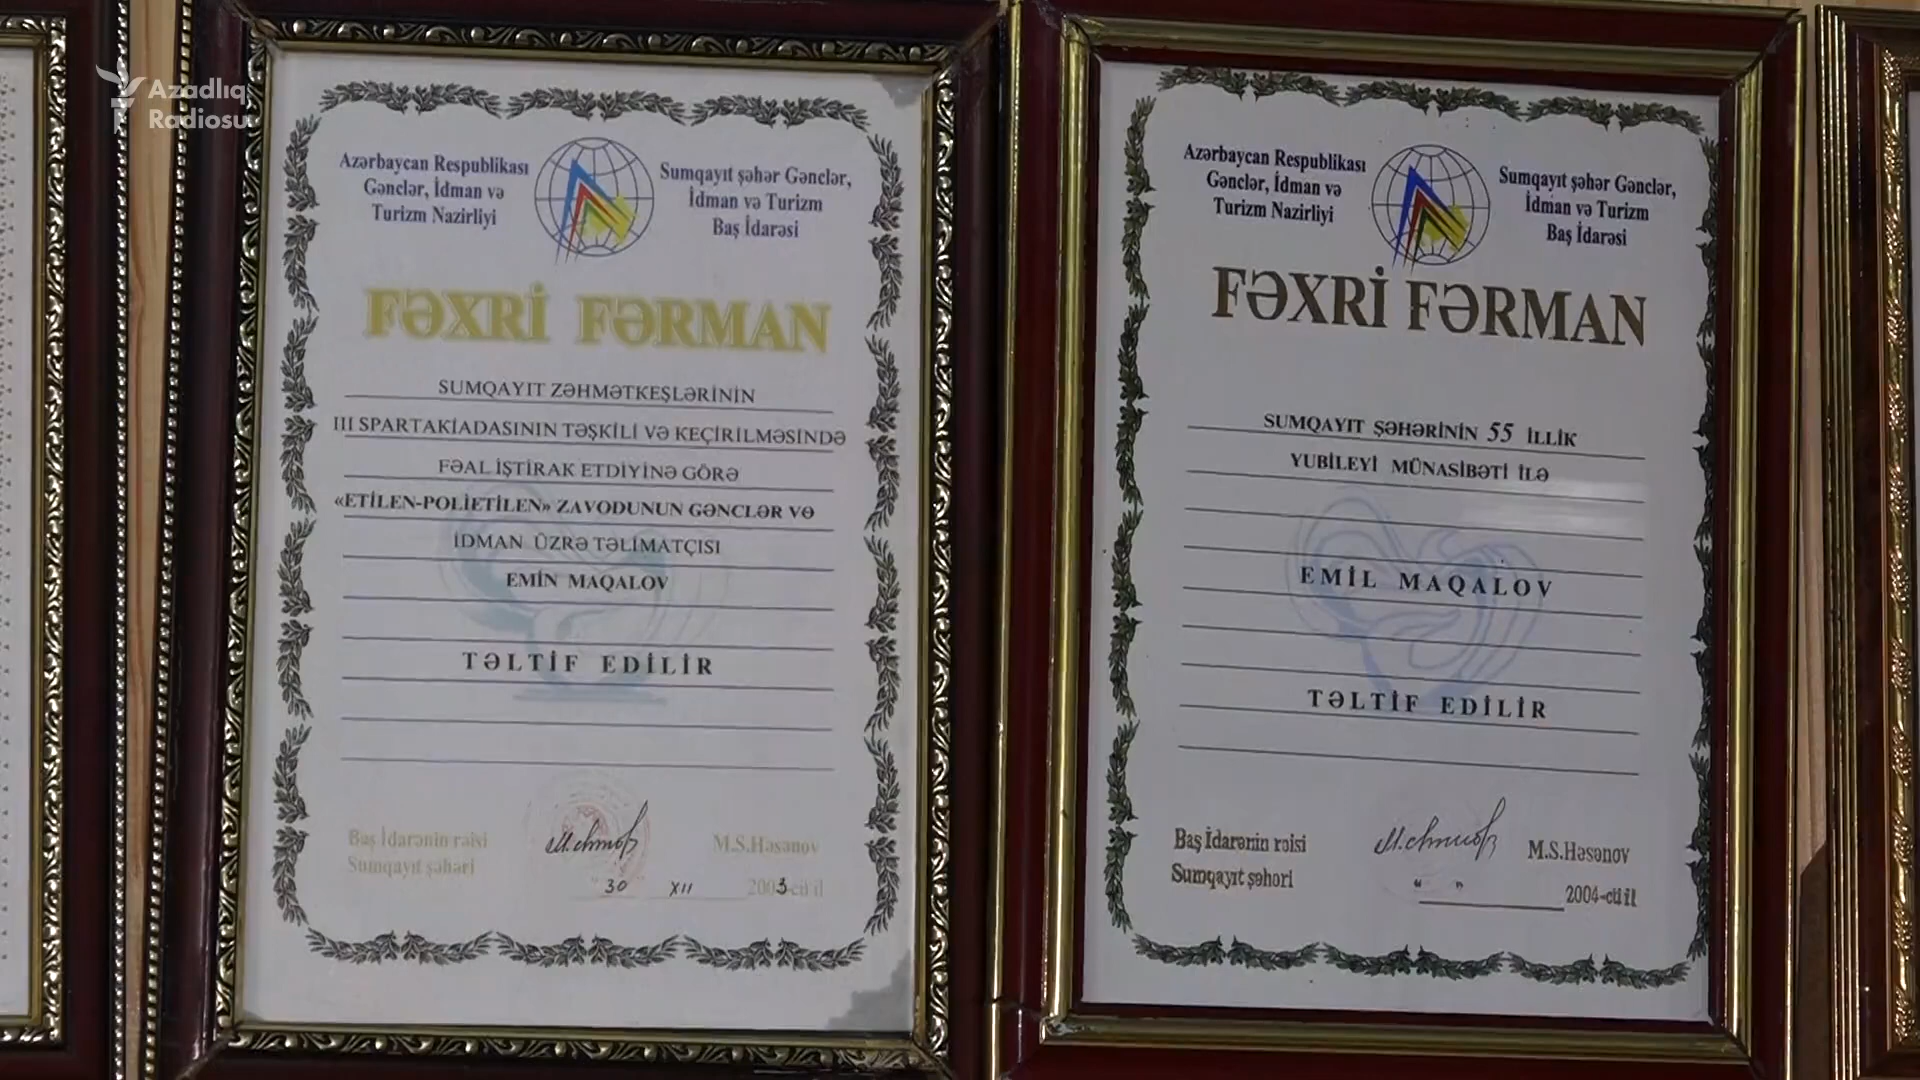 Azadlıq
Radiosu
Azərbaycan Respublikası
Gənclər, İdman və
Turizm Nazirliyi
Sumqayıt şəhər Gənclər,
İdman və Turizm
Baş İdarəsi
FƏXRİ FƏRMAN
SUMQAYIT ZƏHMƏTKEŞLƏRİNİN
III SPARTAKİADASININ TƏŞKİLİ VƏ KEÇİRİLMƏSİNDƏ
FƏAL İŞTİRAK ETDİYİNƏ GÖRƏ
«ETİLEN-POLİETİLEN» ZAVODUNUN GƏNCLƏR VƏ
İDMAN ÜZRƏ TƏLİMATÇISI
EMİN MAQALOV
TƏLTİF EDİLİR
Baş İdarənin rəisi
Sumqayıt şəhəri
M.S.Həsənov
"30 XII 2003-cü il
Azərbaycan Respublikası
Gənclər, İdman və
Turizm Nazirliyi
Sumqayıt şəhər Gənclər,
İdman və Turizm
Baş İdarəsi
FƏXRİ FƏRMAN
SUMQAYIT ŞƏHƏRİNİN 55 İLLİK
YUBİLEYİ MÜNASİBƏTİ İLƏ
EMİL MAQALOV
TƏLTİF EDİLİR
Baş İdarənin rəisi
Sumqayıt şəhəri
M.S.Həsənov
" " 2004-cü il